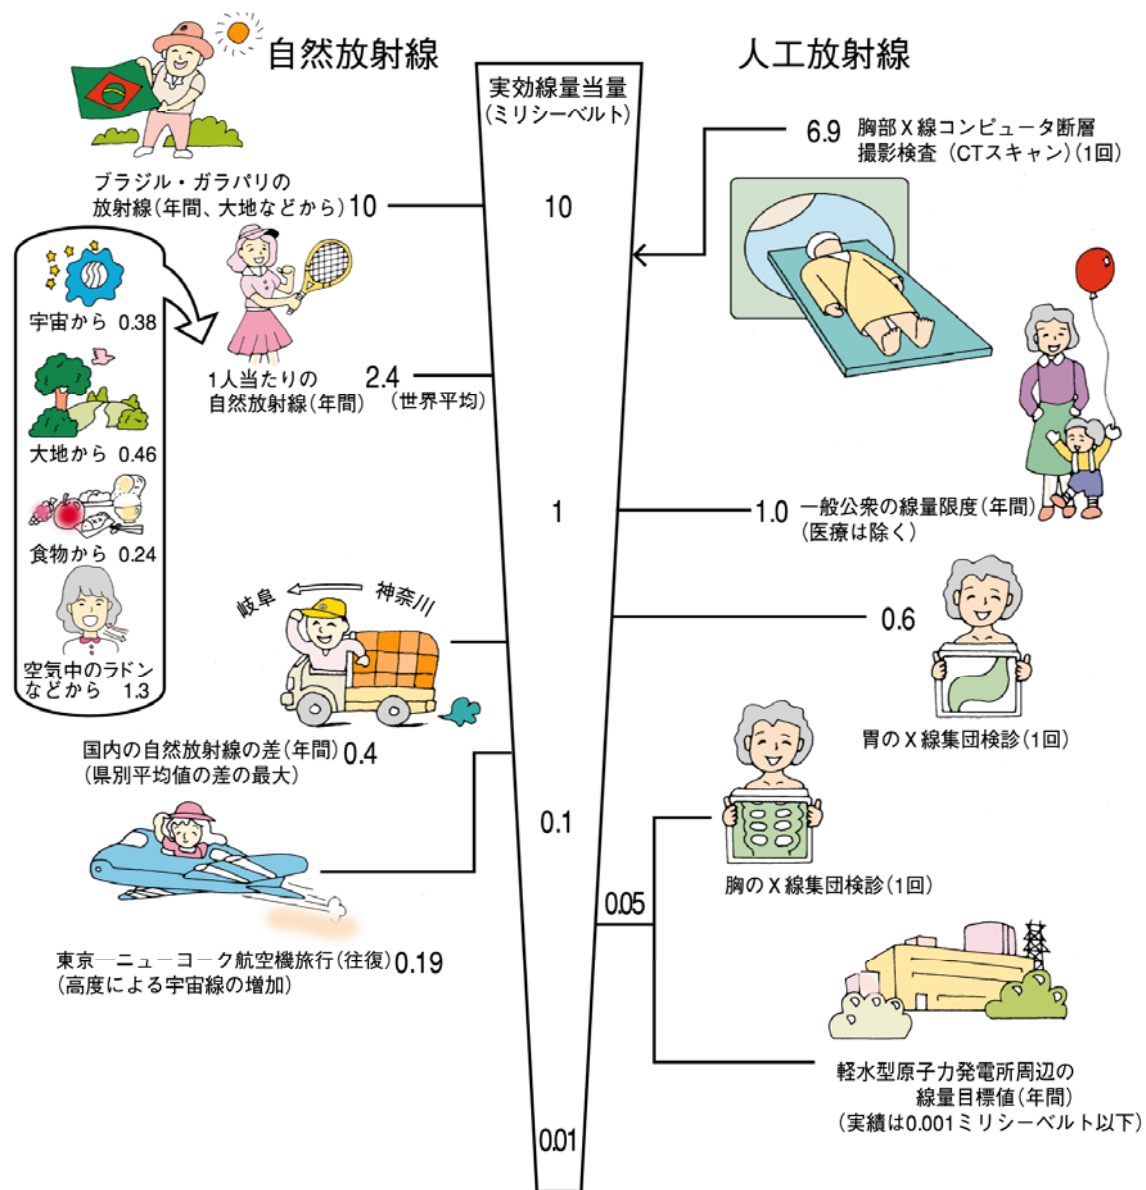 自然放射線
人工放射線
実効線量当量
(ミリシーベルト)
10
1
0.1
0.01
ブラジル・ガラパリの
放射線(年間、大地などから) 10
宇宙から 0.38
大地から 0.46
食物から 0.24
空気中のラドン
などから 1.3
1人当たりの
自然放射線(年間)
2.4
(世界平均)
岐阜
神奈川
国内の自然放射線の差(年間) 0.4
(県別平均値の差の最大)
東京―ニューヨーク航空機旅行(往復) 0.19
(高度による宇宙線の増加)
6.9 胸部X線コンピュータ断層
撮影検査 (CTスキャン)(1回)
1.0 一般公衆の線量限度(年間)
(医療は除く)
0.6
胃のX線集団検診(1回)
胸のX線集団検診(1回)
0.05
軽水型原子力発電所周辺の
線量目標値(年間)
(実績は0.001ミリシーベルト以下)